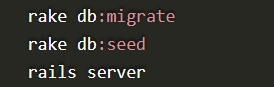 rake db:migrate
rake db:seed
rails server